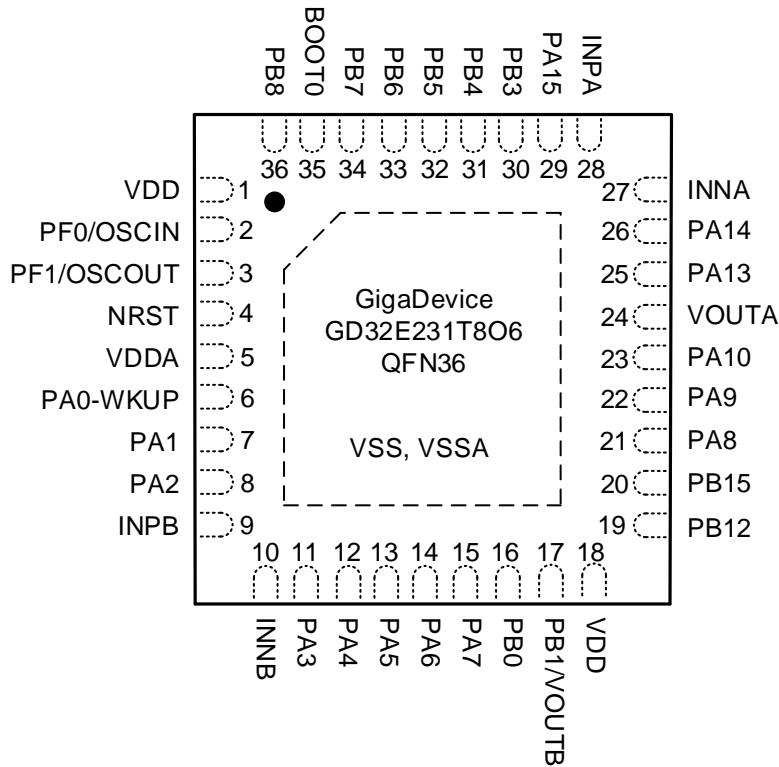 PB8
BOOT0
PB7
PB6
PB5
PB4
PB3
PA15
INPA
36 35 34 33 32 31 30 29 28
VDD 1
PF0/OSCIN 2
PF1/OSCOUT 3
NRST 4
VDDA 5
PA0-WKUP 6
PA1 7
PA2 8
INPB 9
GigaDevice
GD32E231T8O6
QFN36
VSS, VSSA
27 INNA
26 PA14
25 PA13
24 VOUTA
23 PA10
22 PA9
21 PA8
20 PB15
19 PB12
10 11 12 13 14 15 16 17 18
INNB
PA3
PA4
PA5
PA6
PA7
PB0
PB1/VOUTB
VDD